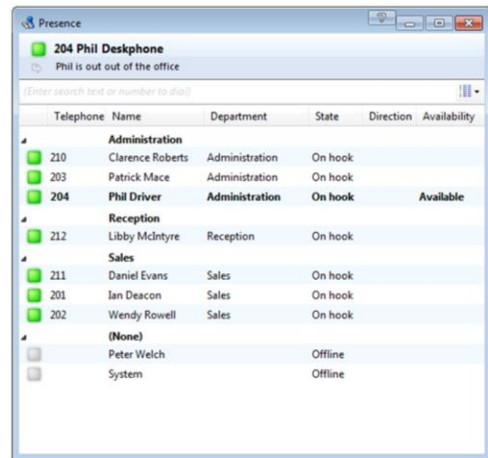 Presence
204 Phil Deskphone
Phil is out out of the office
(Enter search text or number to dial)
Telephone Name Department State Direction Availability
Administration
210 Clarence Roberts Administration On hook
203 Patrick Mace Administration On hook
204 Phil Driver Administration On hook Available
Reception
212 Libby McIntyre Reception On hook
Sales
211 Daniel Evans Sales On hook
201 Ian Deacon Sales On hook
202 Wendy Rowell Sales On hook
(None)
Peter Welch Offline
System Offline